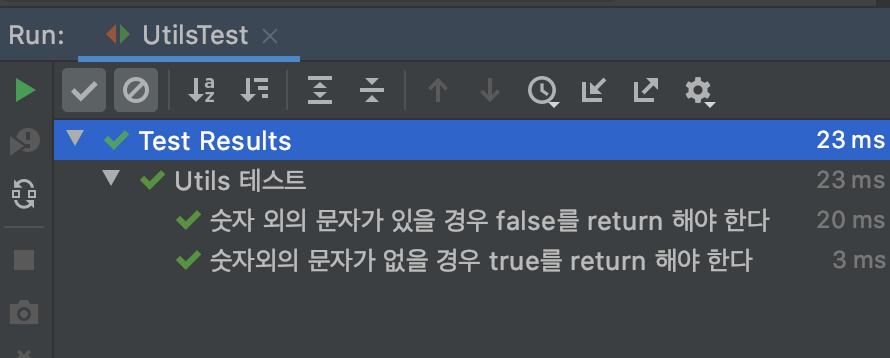 Run: UtilsTest
Test Results 23 ms
Utils 테스트 23 ms
숫자 외의 문자가 있을 경우 false를 return 해야 한다 20 ms
숫자외의 문자가 없을 경우 true를 return 해야 한다 3 ms